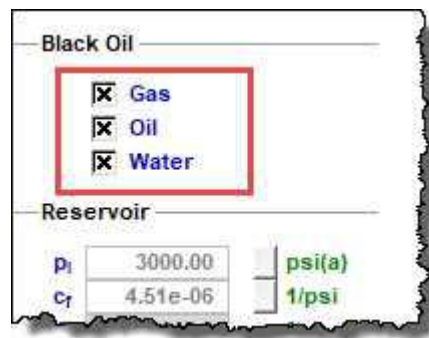 Black Oil
Gas
Oil
Water
Reservoir
pi 3000.00 psi(a)
cf 4.51e-06 1/psi